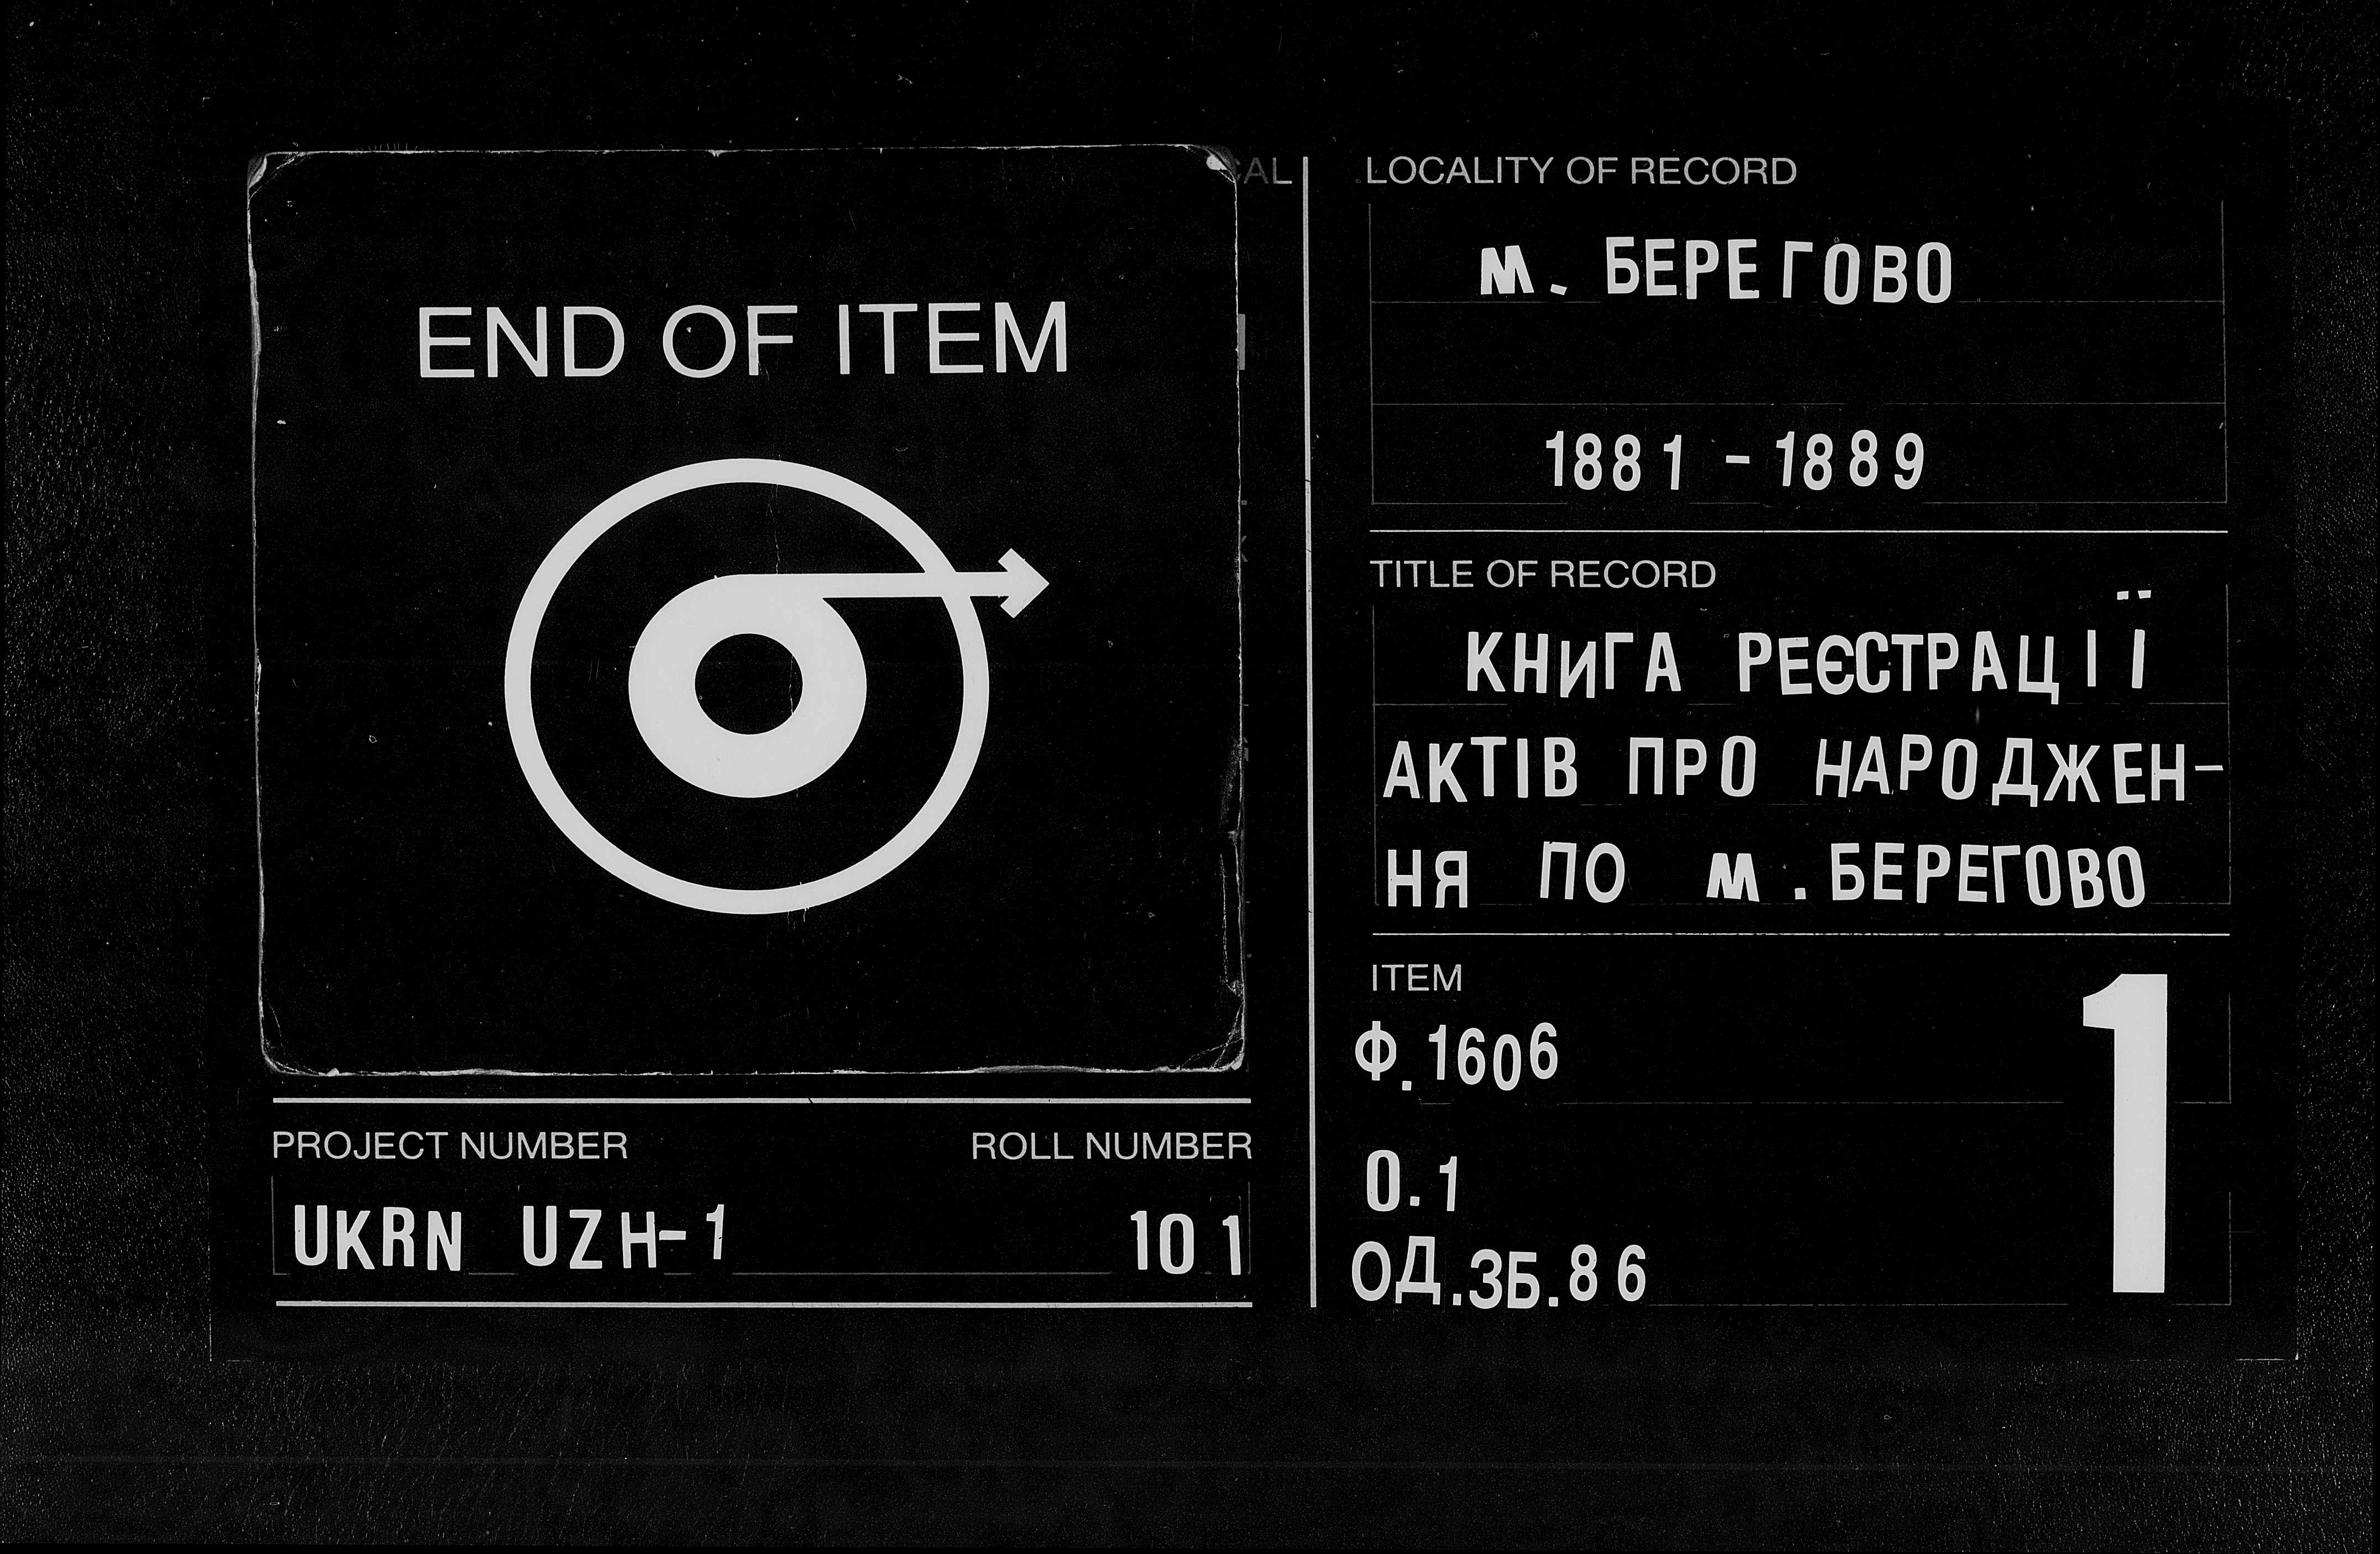 END OF ITEM
PROJECT NUMBER
ROLL NUMBER
UKRN UZH-1
101
LOCALITY OF RECORD
м. БЕРЕГОВО
1881 - 1889
TITLE OF RECORD
КНИГА РЕЄСТРАЦІЇ
АКТІВ ПРО НАРОДЖЕН-
НЯ ПО м. БЕРЕГОВО
ITEM
Ф. 1606
О. 1
ОД.ЗБ.86
1